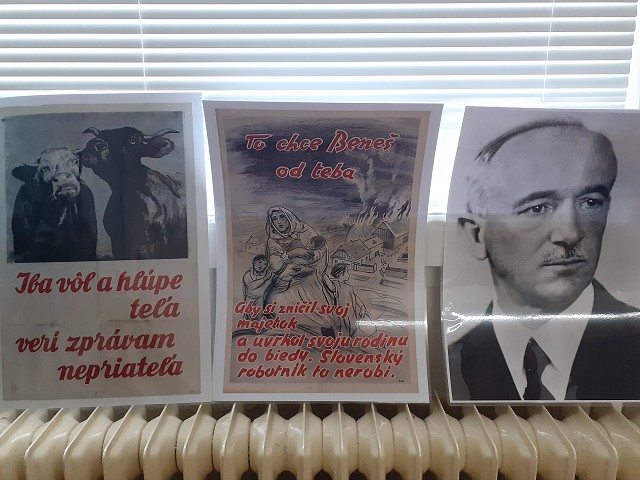 Iba vôl a hlúpe
teľa
verí zprávam
nepriateľa
To chce Beneš
od teba
Aby si zničil svoj
majetok
a uvrhol svoju rodinu
do biedy. Slovenský
robotník to nerobí.